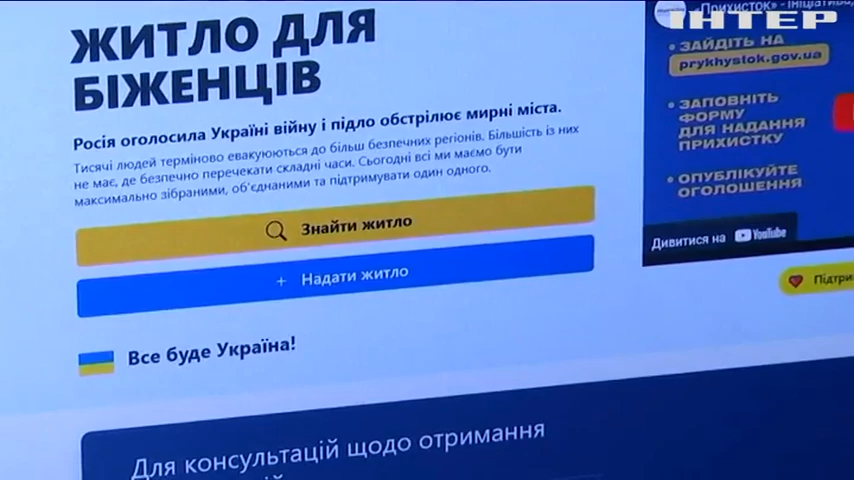 ІНТЕР
ЖИТЛО ДЛЯ
БІЖЕНЦІВ
Росія оголосила Україні війну і підло обстрілює мирні міста.
Тисячі людей терміново евакуюються до більш безпечних регіонів. Більшість із них
не має, де безпечно перечекати складні часи. Сьогодні всі ми маємо бути
максимально зібраними, об'єднаними та підтримувати один одного.
Знайти житло
+ Надати житло
Все буде Україна!
Для консультацій щодо отримання
«Прихисток» - ініціатива
• ЗАЙДІТЬ НА
prykhystok.gov.ua
• ЗАПОВНІТЬ
ФОРМУ
ДЛЯ НАДАННЯ
ПРИХИСТКУ
• ОПУБЛІКУЙТЕ
ОГОЛОШЕННЯ
Дивитися на YouTube
Підтри